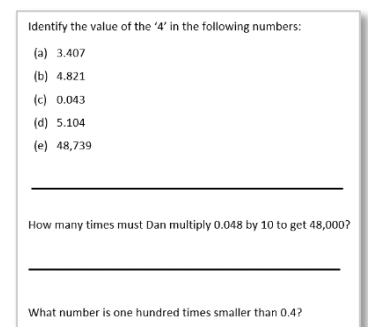 Identify the value of the ‘4’ in the following numbers:
(a) 3.407
(b) 4.821
(c) 0.043
(d) 5.104
(e) 48,739
How many times must Dan multiply 0.048 by 10 to get 48,000?
What number is one hundred times smaller than 0.4?